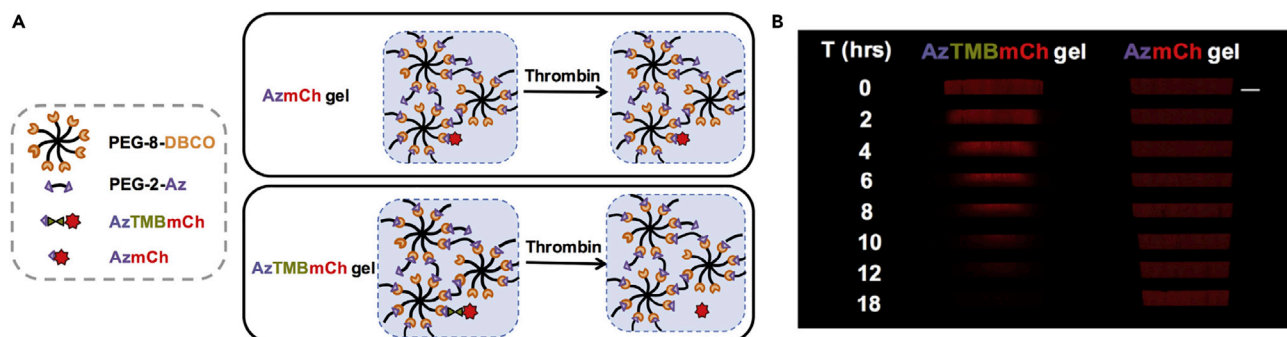 A
PEG-8-DBCO
PEG-2-Az
AzTMBmCh
AzmCh
AzmCh gel
Thrombin
AzTMBmCh gel
Thrombin
B
T (hrs) AzTMBmCh gel AzmCh gel
0
2
4
6
8
10
12
18